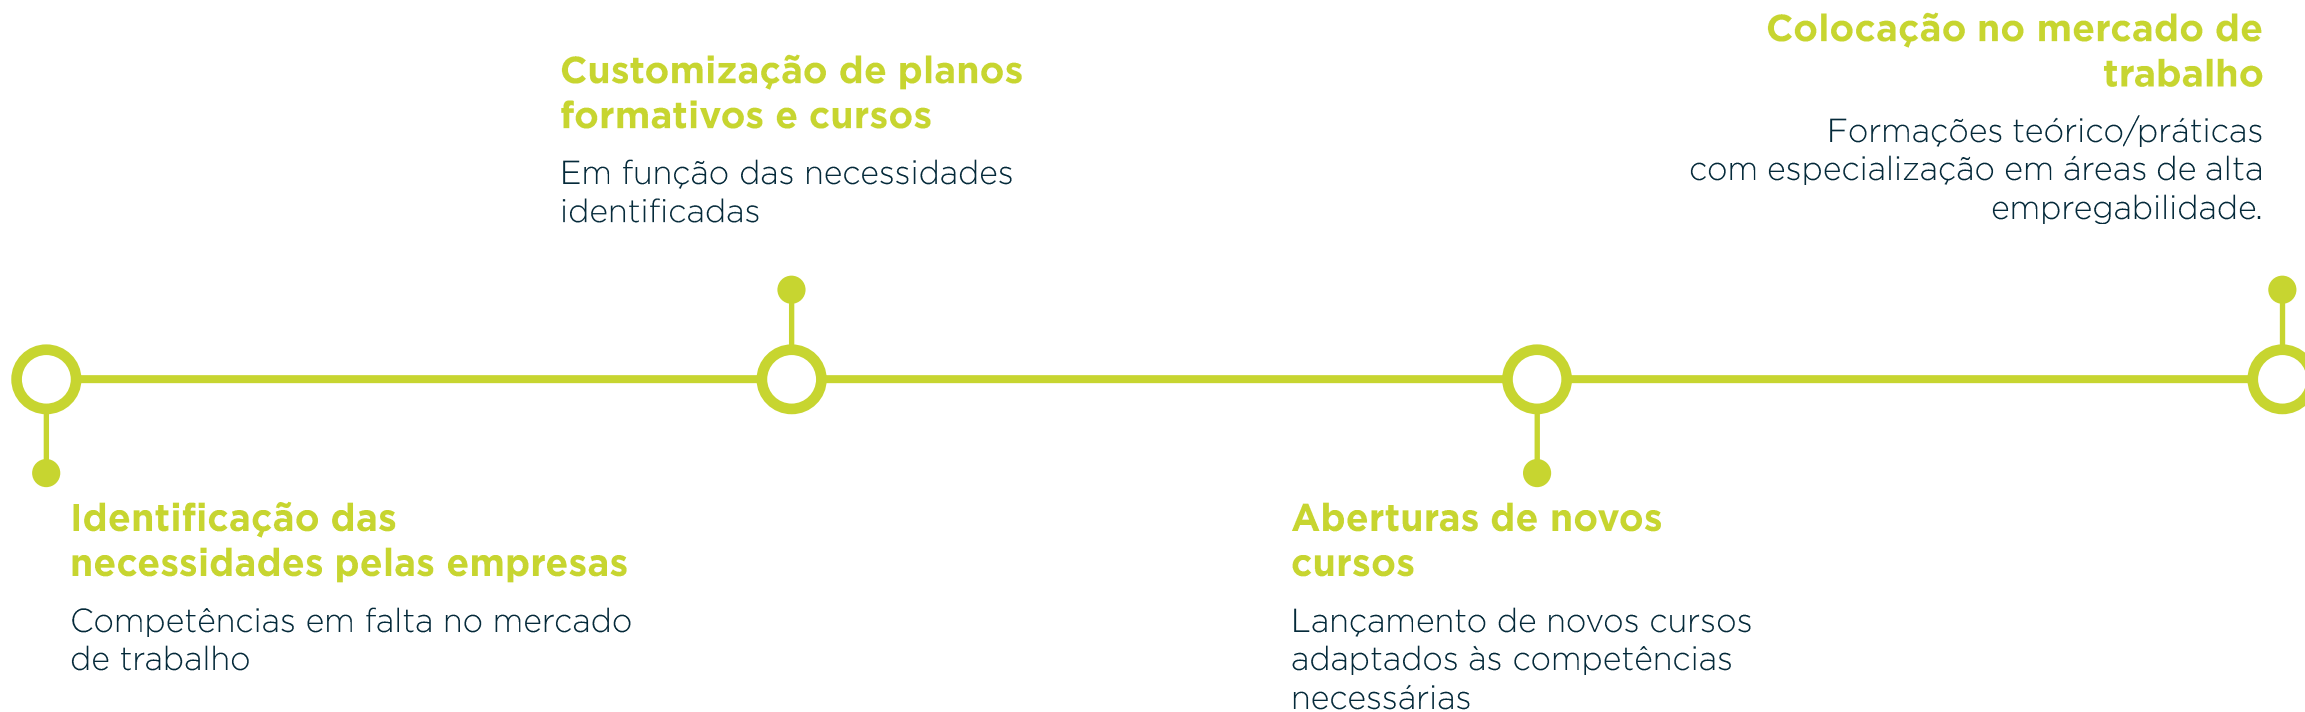 Identificação das
necessidades pelas empresas
Competências em falta no mercado
de trabalho
Customização de planos
formativos e cursos
Em função das necessidades
identificadas
Aberturas de novos
cursos
Lançamento de novos cursos
adaptados às competências
necessárias
Colocação no mercado de
trabalho
Formações teórico/práticas
com especialização em áreas de alta
empregabilidade.